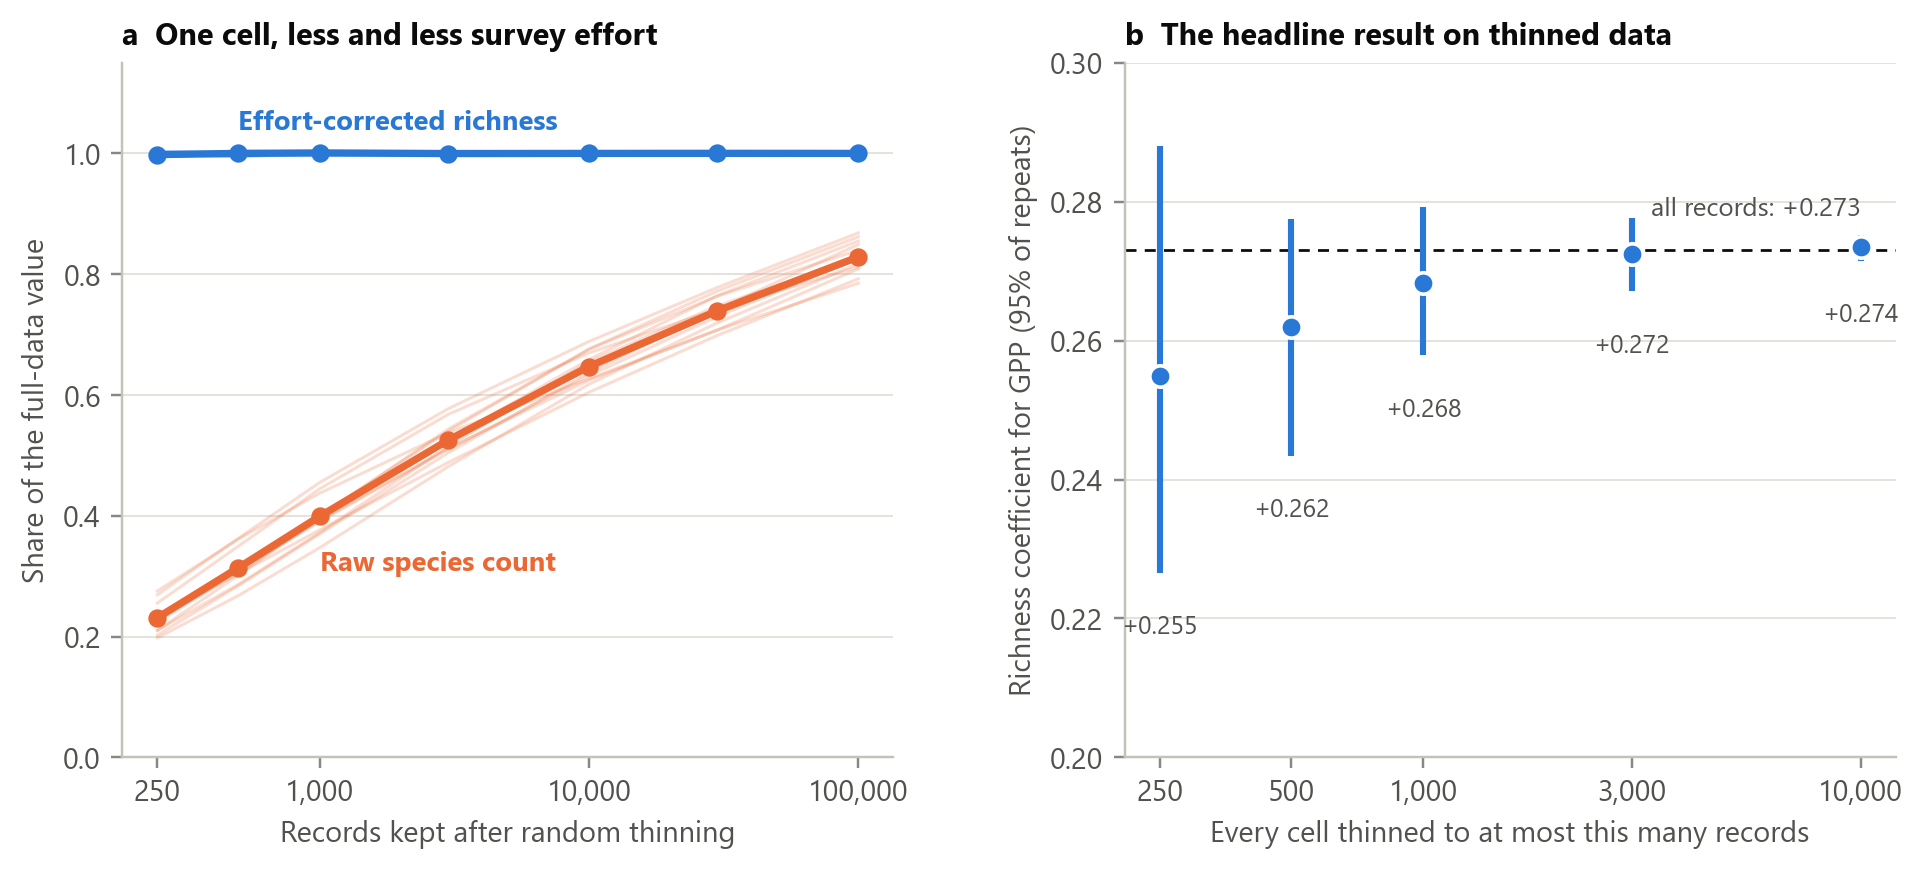 a One cell, less and less survey effort
Share of the full-data value
1.0
0.8
0.6
0.4
0.2
0.0
Effort-corrected richness
Raw species count
250
1,000
10,000
100,000
Records kept after random thinning
b The headline result on thinned data
Richness coefficient for GPP (95% of repeats)
0.30
0.28
0.26
0.24
0.22
0.20
all records: +0.273
+0.255
+0.262
+0.268
+0.272
+0.274
250
500
1,000
3,000
10,000
Every cell thinned to at most this many records